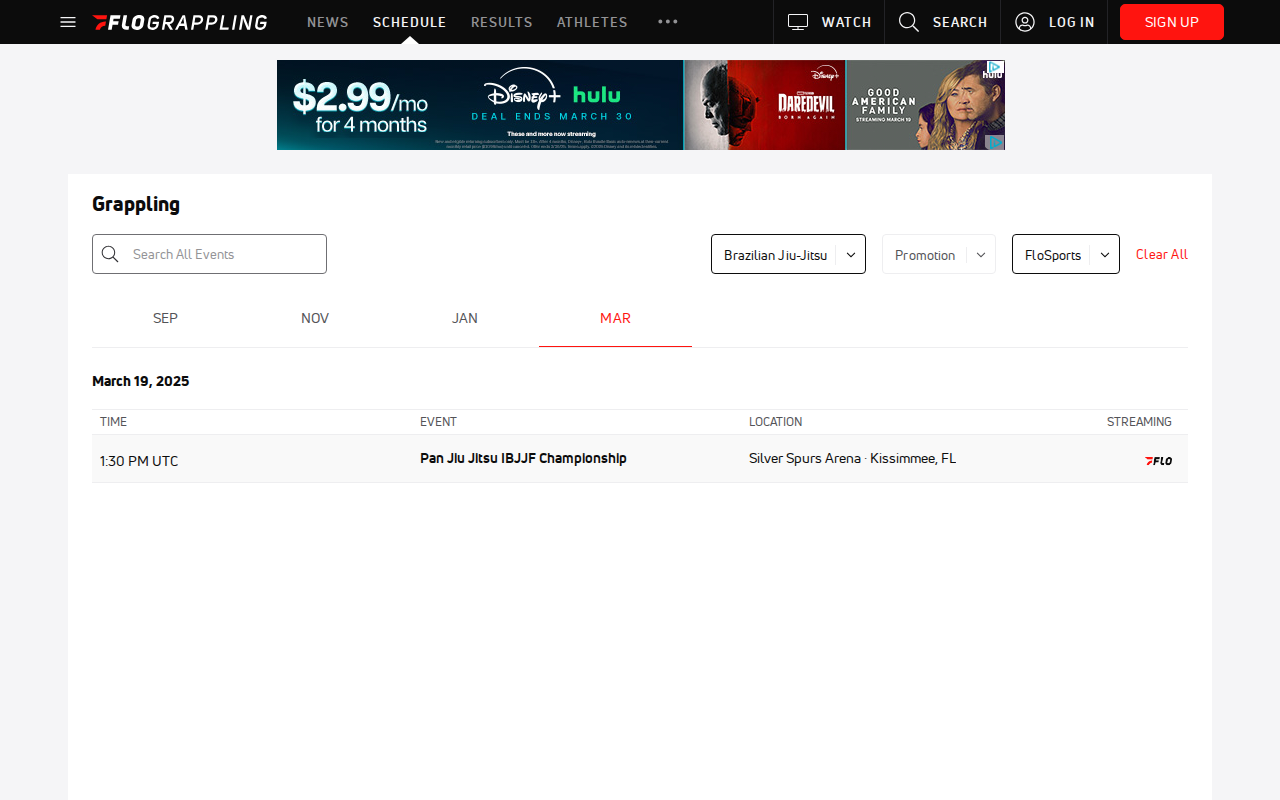 FLOGRAPPLING NEWS SCHEDULE RESULTS ATHLETES ••• WATCH SEARCH LOG IN SIGN UP
$2.99/mo
for 4 months
Disney+ hulu
DEAL ENDS MARCH 30
These and more now streaming
Disney+
DAREDEVIL
BORN AGAIN
hulu
GOOD
AMERICAN
FAMILY
STREAMING MARCH 19
Grappling
Search All Events Brazilian Jiu-Jitsu Promotion FloSports Clear All
SEP NOV JAN MAR
March 19, 2025
TIME EVENT LOCATION STREAMING
1:30 PM UTC Pan Jiu Jitsu IBJJF Championship Silver Spurs Arena · Kissimmee, FL FLO